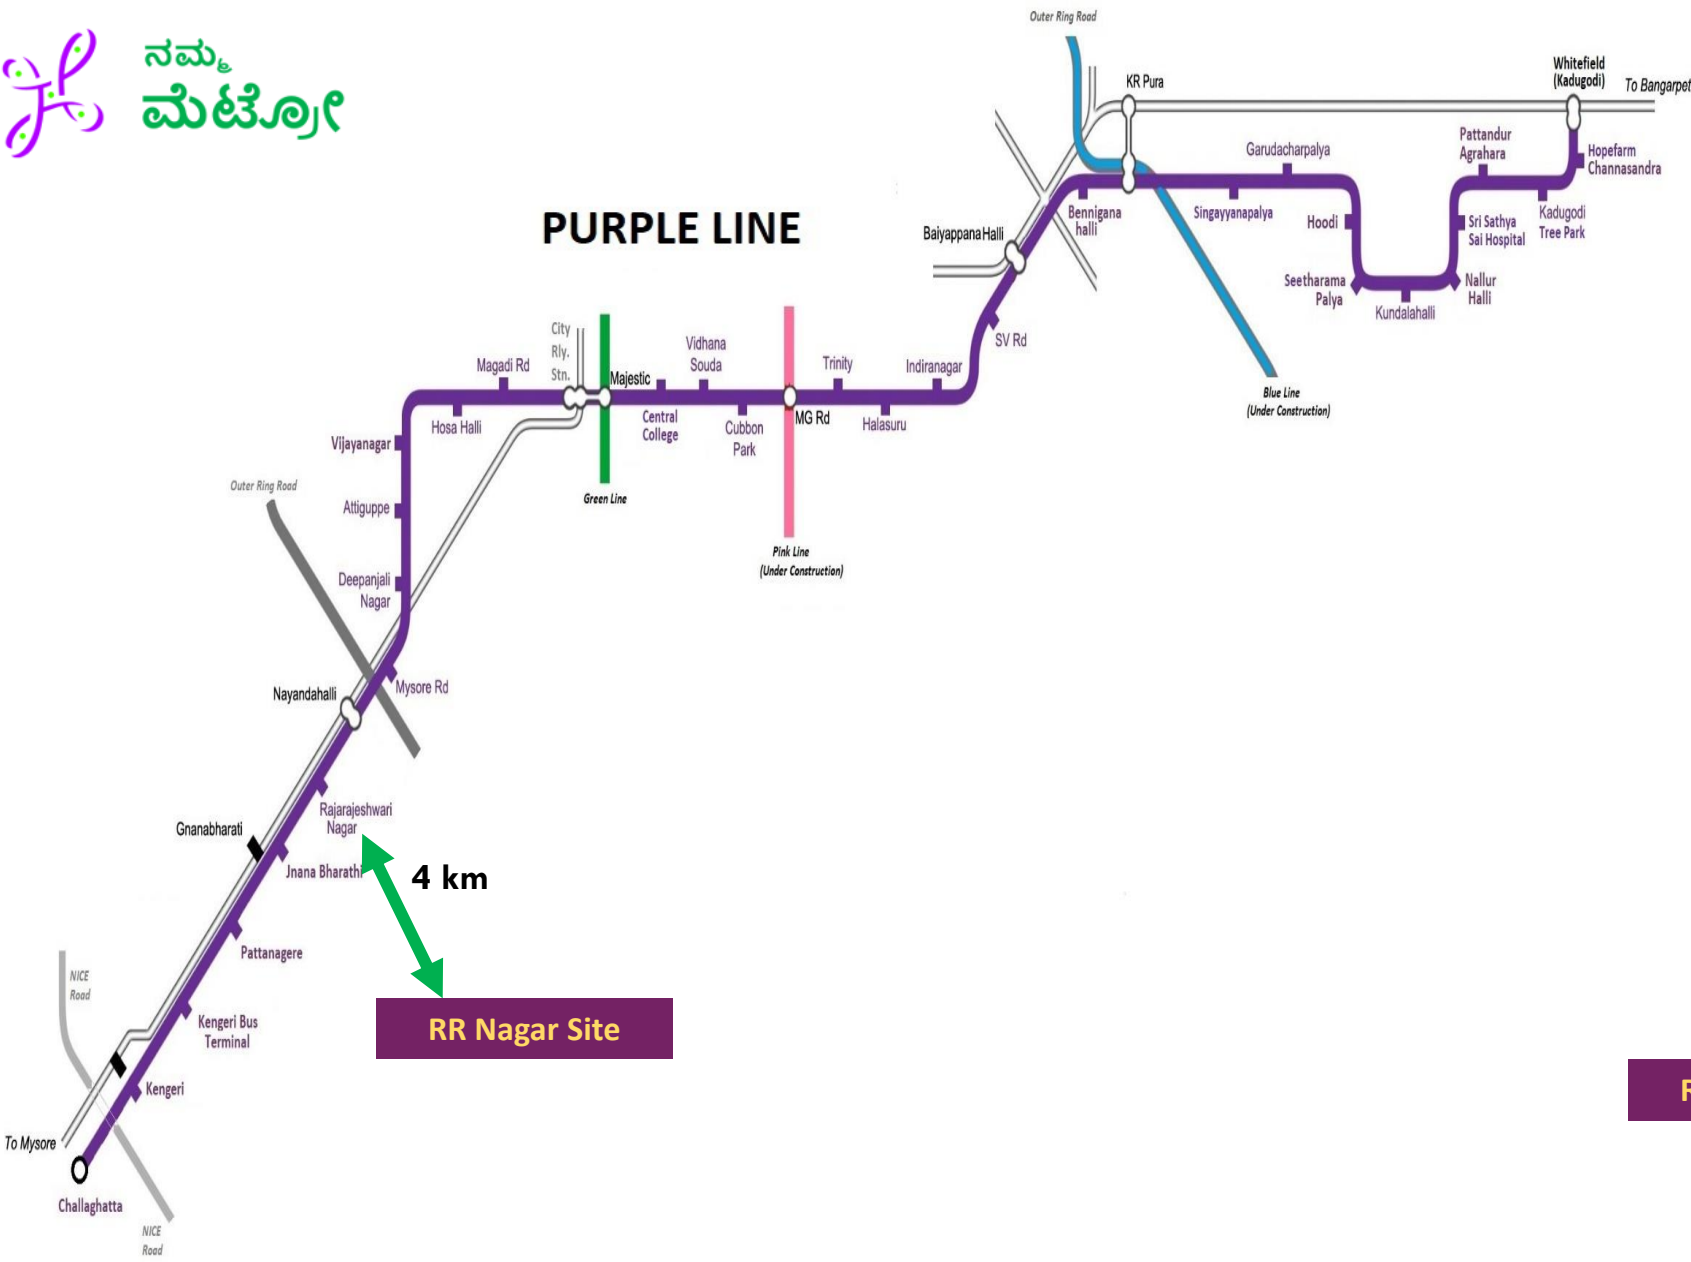 ನಮ್ಮ
ಮೆಟ್ರೋ
PURPLE LINE
Outer Ring Road
KR Pura
Whitefield
(Kadugodi)
To Bangarpet
Pattandur
Agrahara
Hopefarm
Channasandra
Garudacharpalya
Bennigana
halli
Singayyanapalya
Hoodi
Sri Sathya
Sai Hospital
Kadugodi
Tree Park
Baiyappana Halli
Seetharama
Palya
Kundalahalli
Nallur
Halli
SV Rd
Blue Line
(Under Construction)
City
Rly.
Stn.
Magadi Rd
Majestic
Vidhana
Souda
Trinity
Indiranagar
Hosa Halli
Central
College
Cubbon
Park
MG Rd
Halasuru
Vijayanagar
Green Line
Outer Ring Road
Attiguppe
Pink Line
(Under Construction)
Deepanjali
Nagar
Nayandahalli
Mysore Rd
Rajarajeshwari
Nagar
Gnanabharati
Jnana Bharathi
4 km
Pattanagere
NICE
Road
Kengeri Bus
Terminal
RR Nagar Site
Kengeri
To Mysore
Challaghatta
NICE
Road